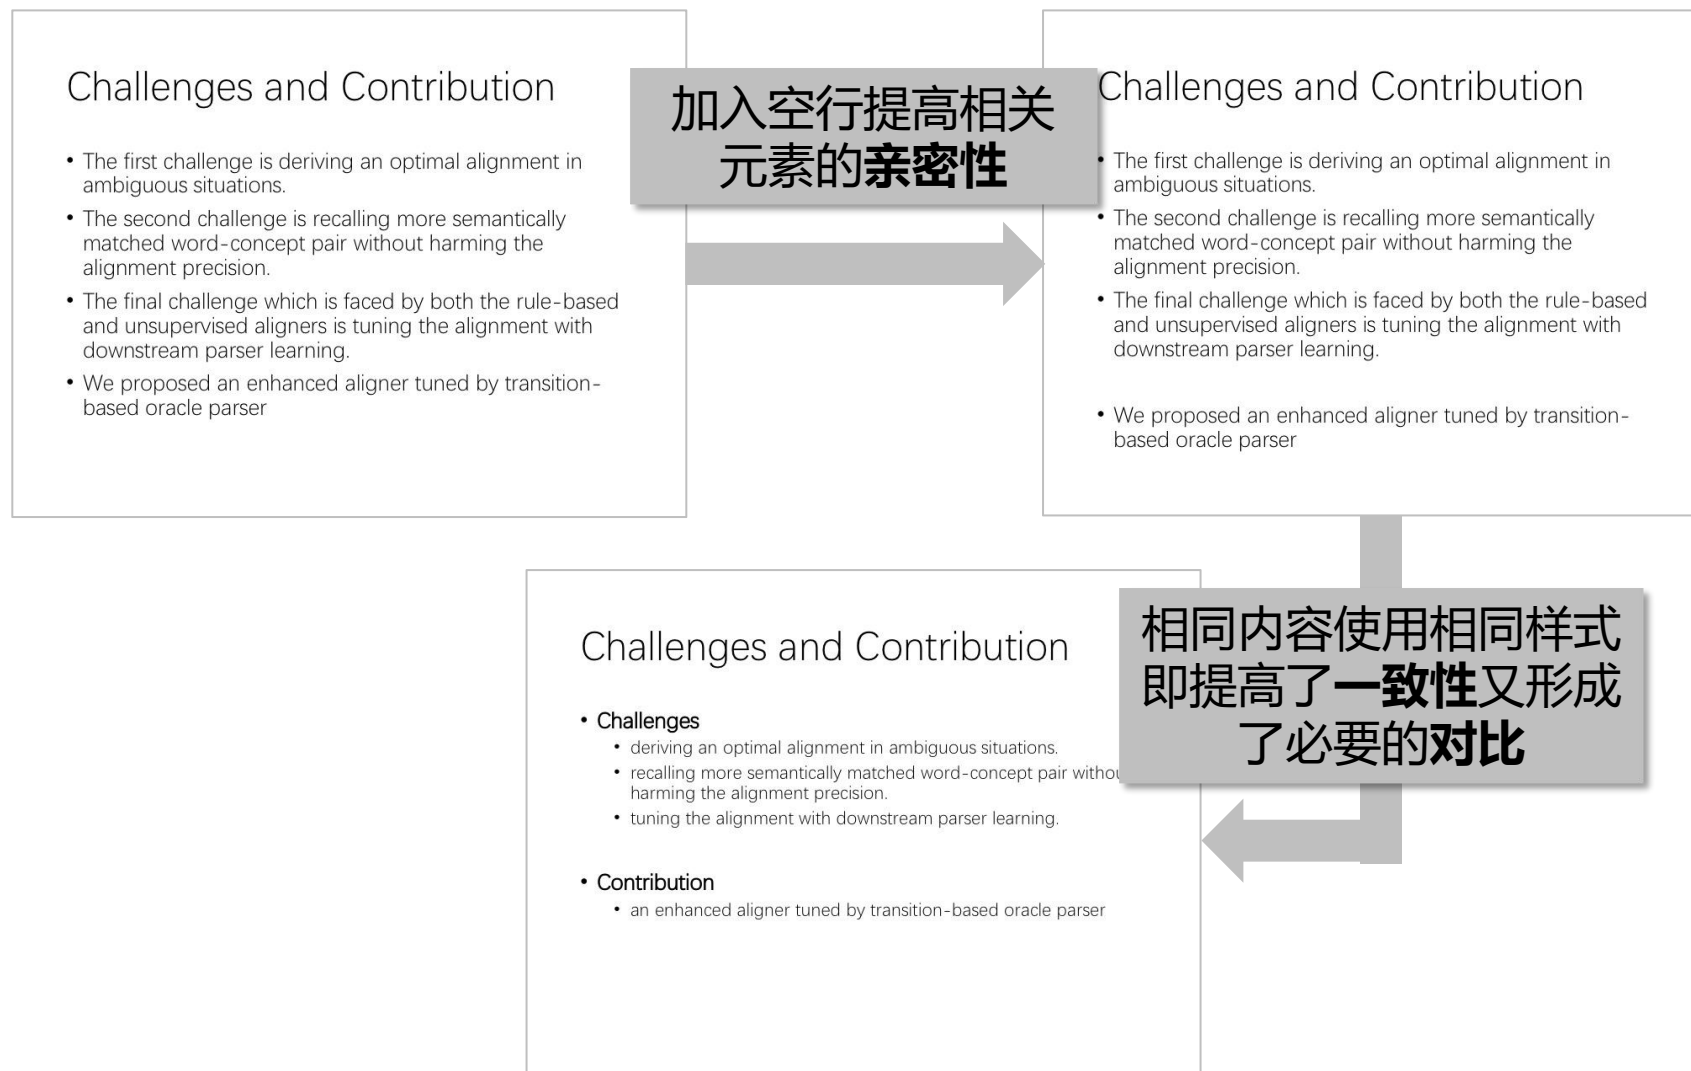 Challenges and Contribution
• The first challenge is deriving an optimal alignment in
ambiguous situations.
• The second challenge is recalling more semantically
matched word-concept pair without harming the
alignment precision.
• The final challenge which is faced by both the rule-based
and unsupervised aligners is tuning the alignment with
downstream parser learning.
• We proposed an enhanced aligner tuned by transition-
based oracle parser
加入空行提高相关
元素的亲密性
Challenges and Contribution
• The first challenge is deriving an optimal alignment in
ambiguous situations.
• The second challenge is recalling more semantically
matched word-concept pair without harming the
alignment precision.
• The final challenge which is faced by both the rule-based
and unsupervised aligners is tuning the alignment with
downstream parser learning.
• We proposed an enhanced aligner tuned by transition-
based oracle parser
相同内容使用相同样式
即提高了一致性又形成
了必要的对比
Challenges and Contribution
• Challenges
• deriving an optimal alignment in ambiguous situations.
• recalling more semantically matched word-concept pair withou
harming the alignment precision.
• tuning the alignment with downstream parser learning.
• Contribution
• an enhanced aligner tuned by transition-based oracle parser